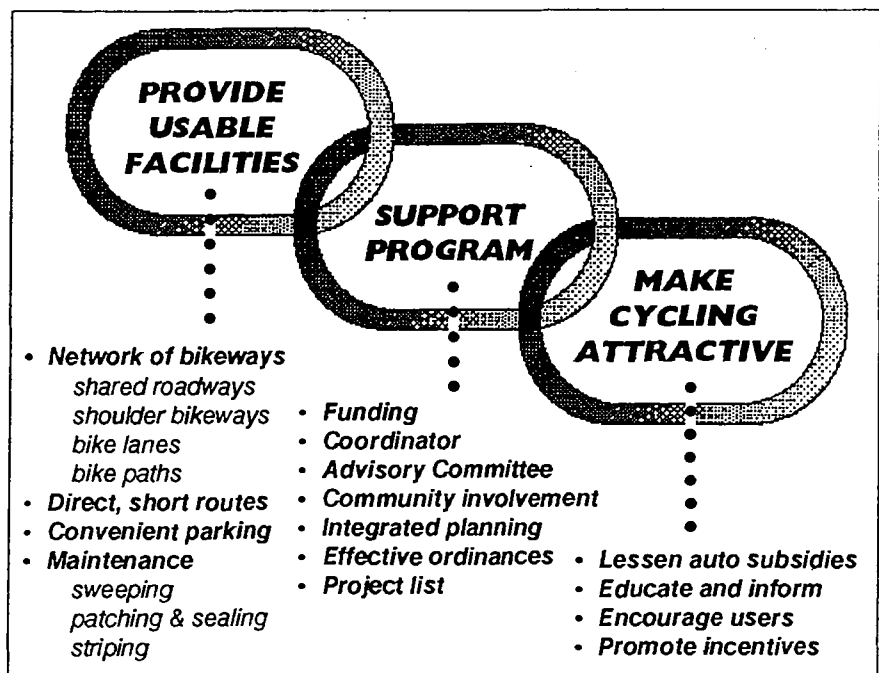 PROVIDE
USABLE
FACILITIES
• Network of bikeways
shared roadways
shoulder bikeways
bike lanes
bike paths
• Direct, short routes
• Convenient parking
• Maintenance
sweeping
patching & sealing
striping
SUPPORT
PROGRAM
• Funding
• Coordinator
• Advisory Committee
• Community involvement
• Integrated planning
• Effective ordinances
• Project list
MAKE
CYCLING
ATTRACTIVE
• Lessen auto subsidies
• Educate and inform
• Encourage users
• Promote incentives